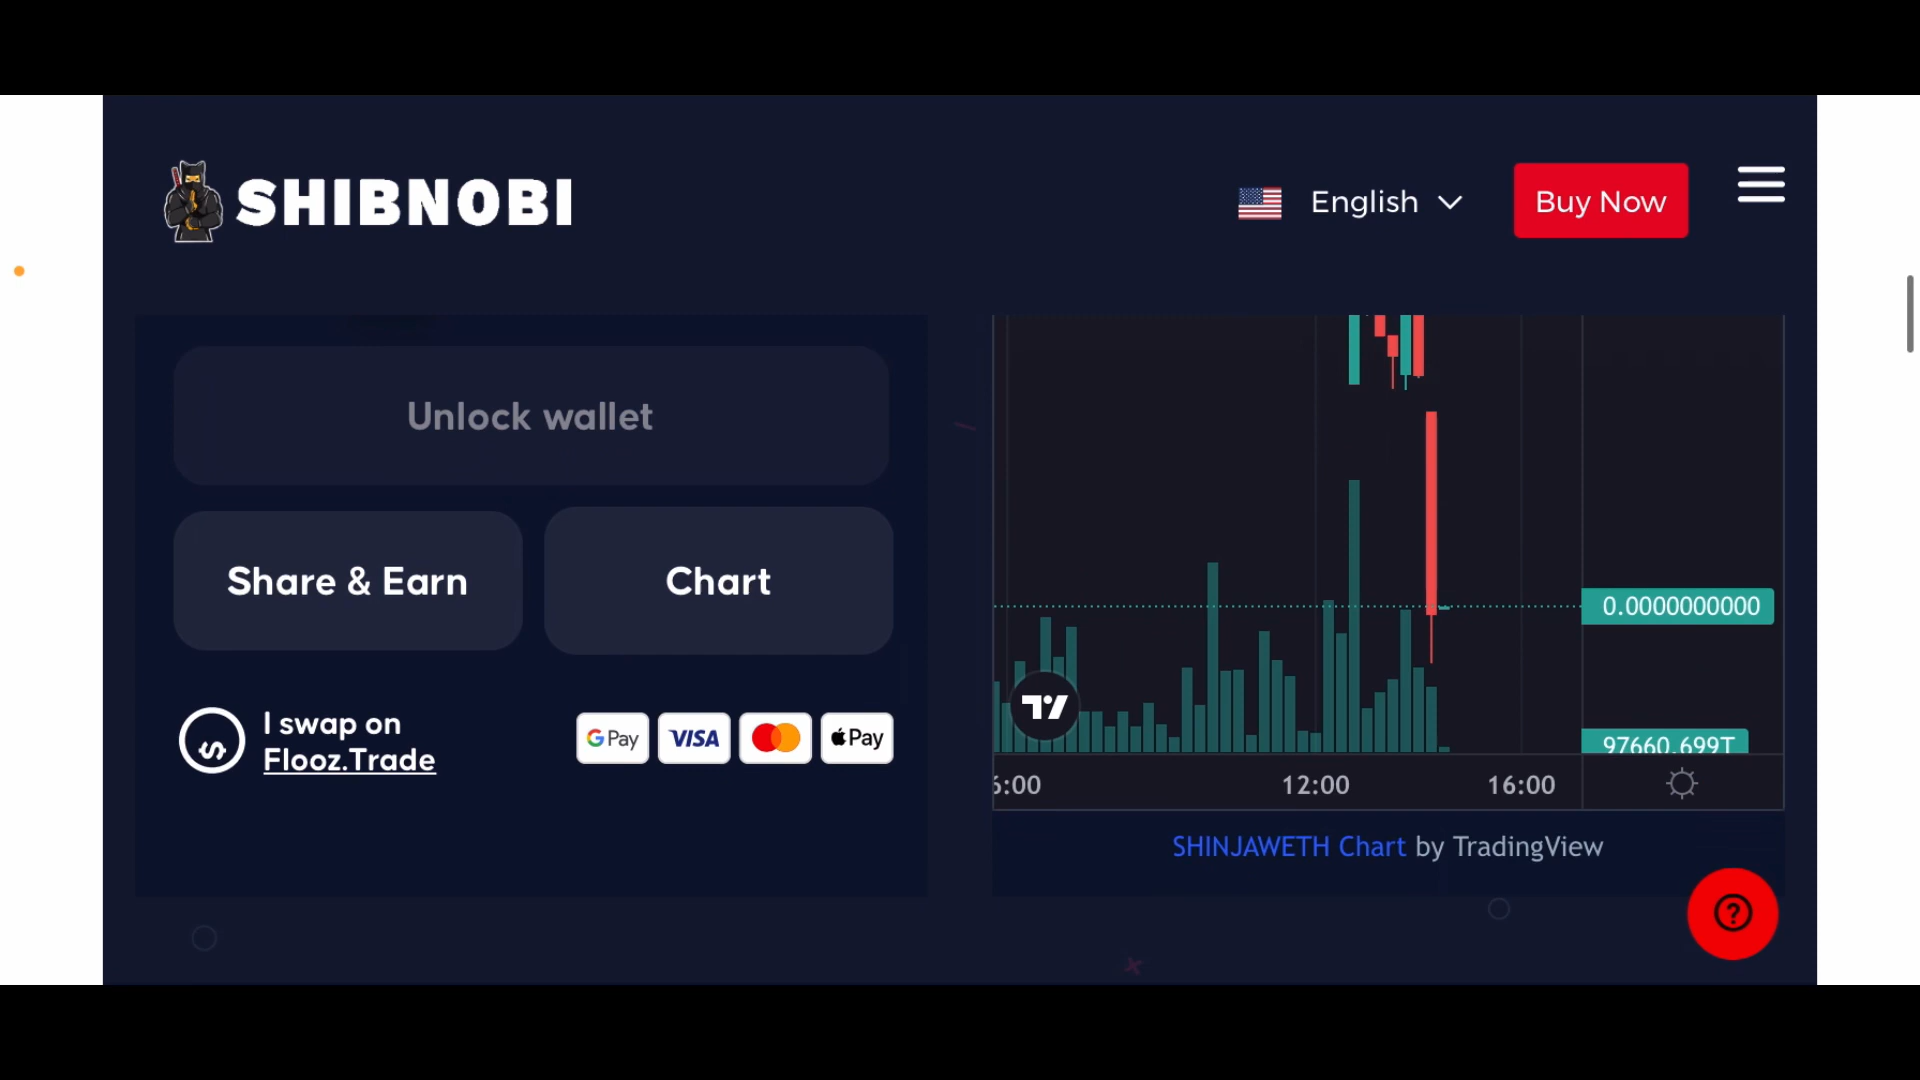 SHIBNOBI
English
Buy Now
Unlock wallet
Share & Earn
Chart
I swap on
Flooz.Trade
G Pay
VISA
Pay
0.0000000000
97660.699T
6:00
12:00
16:00
SHINJAWETH Chart by TradingView